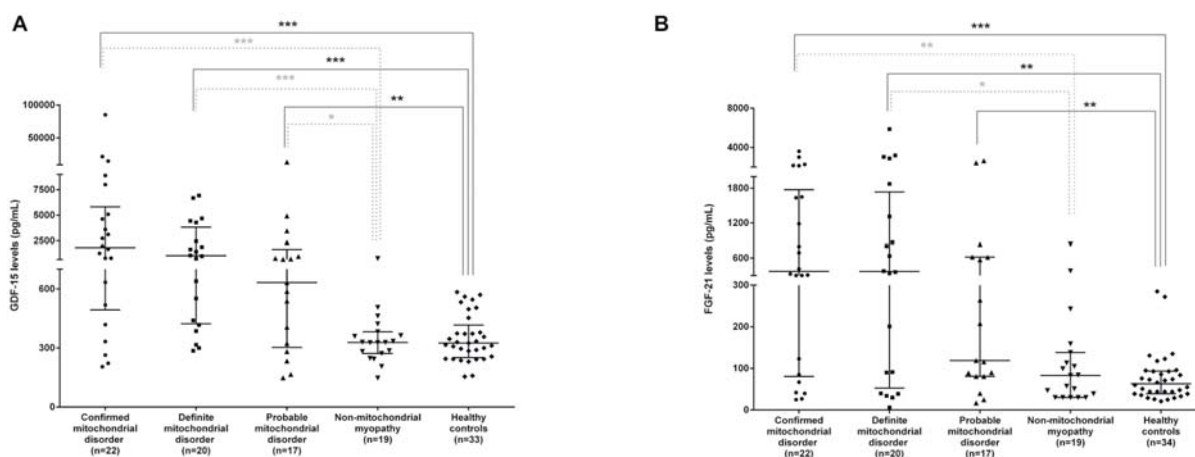 A
***
***
***
***
**
*
100000
50000
7500
5000
2500
600
300
0
GDF-15 levels (pg/mL)
Confirmed
mitochondrial
disorder
(n=22)
Definite
mitochondrial
disorder
(n=20)
Probable
mitochondrial
disorder
(n=17)
Non-mitochondrial
myopathy
(n=19)
Healthy
controls
(n=33)
B
***
**
**
*
**
8000
4000
1800
1200
600
300
200
100
0
FGF-21 levels (pg/mL)
Confirmed
mitochondrial
disorder
(n=22)
Definite
mitochondrial
disorder
(n=20)
Probable
mitochondrial
disorder
(n=17)
Non-mitochondrial
myopathy
(n=19)
Healthy
controls
(n=34)